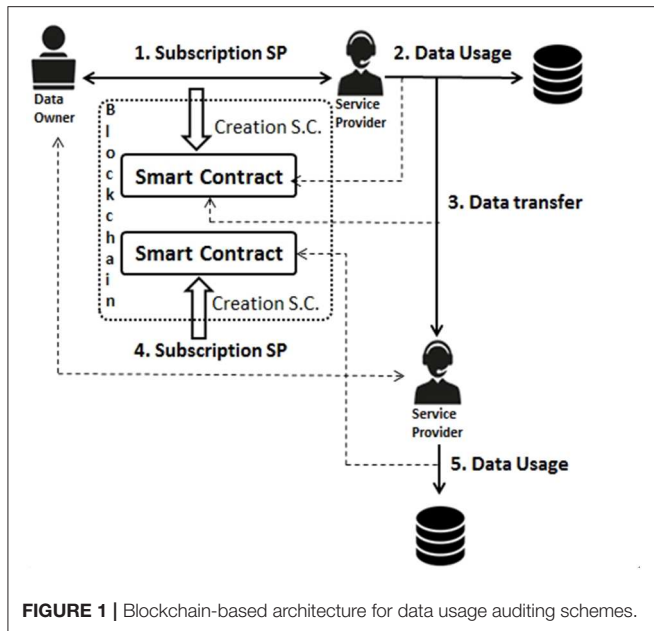 1. Subscription SP
2. Data Usage
Data
Owner
Service
Provider
Blockchain
Creation S.C.
Smart Contract
3. Data transfer
Smart Contract
Creation S.C.
4. Subscription SP
Service
Provider
5. Data Usage
FIGURE 1 | Blockchain-based architecture for data usage auditing schemes.